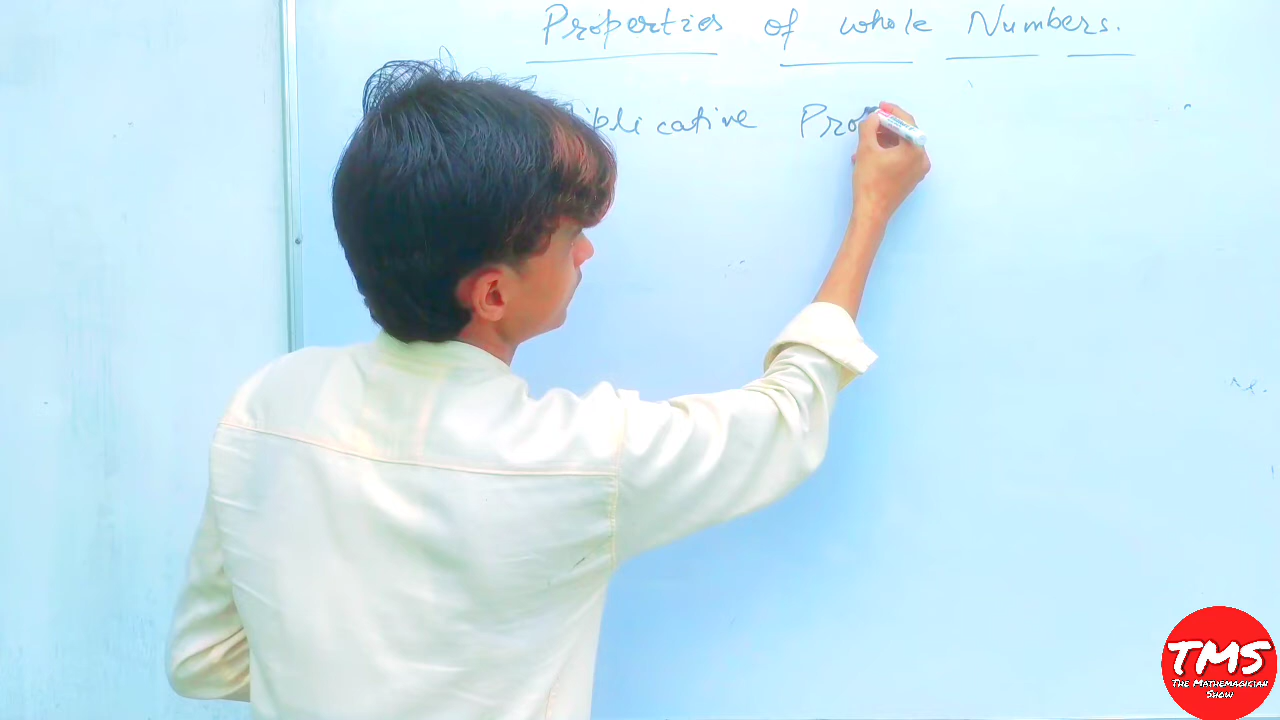 Properties of whole Numbers.
iplicative Pro
TMS
The Mathemagician
Show